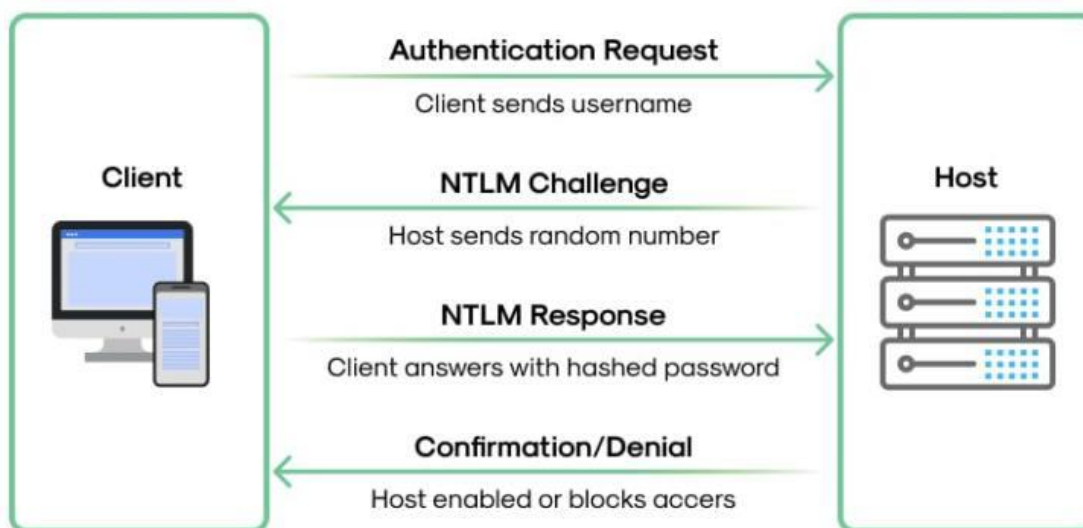 Authentication Request
Client sends username
Client
NTLM Challenge
Host
Host sends random number
NTLM Response
Client answers with hashed password
Confirmation/Denial
Host enabled or blocks accers